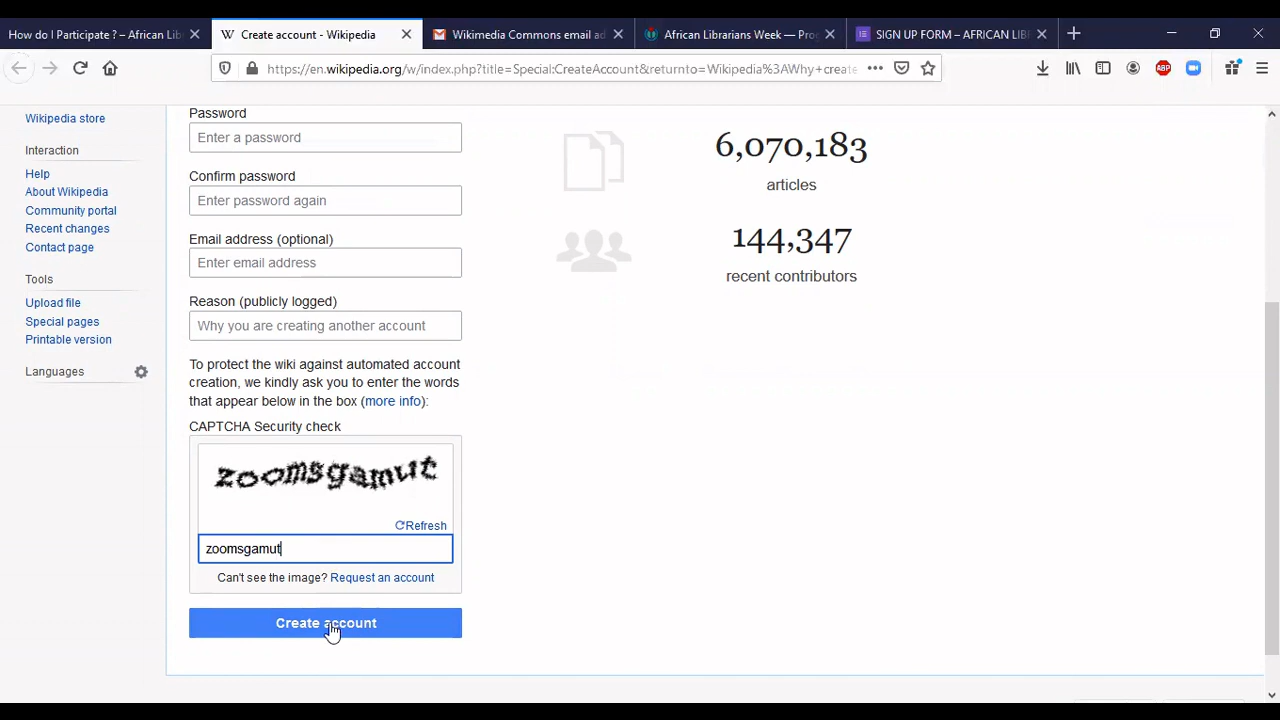 How do I Participate ? – African Lib
Create account - Wikipedia
Wikimedia Commons email ad
African Librarians Week — Pro
SIGN UP FORM – AFRICAN LIB
https://en.wikipedia.org/w/index.php?title=Special:CreateAccount&returnto=Wikipedia%3AWhy+create
ABP
Wikipedia store
Interaction
Help
About Wikipedia
Community portal
Recent changes
Contact page
Tools
Upload file
Special pages
Printable version
Languages
Password
Enter a password
Confirm password
Enter password again
Email address (optional)
Enter email address
Reason (publicly logged)
Why you are creating another account
To protect the wiki against automated account
creation, we kindly ask you to enter the words
that appear below in the box (more info):
CAPTCHA Security check
zoomsgamut
Refresh
zoomsgamut
Can't see the image? Request an account
Create account
6,070,183
articles
144,347
recent contributors